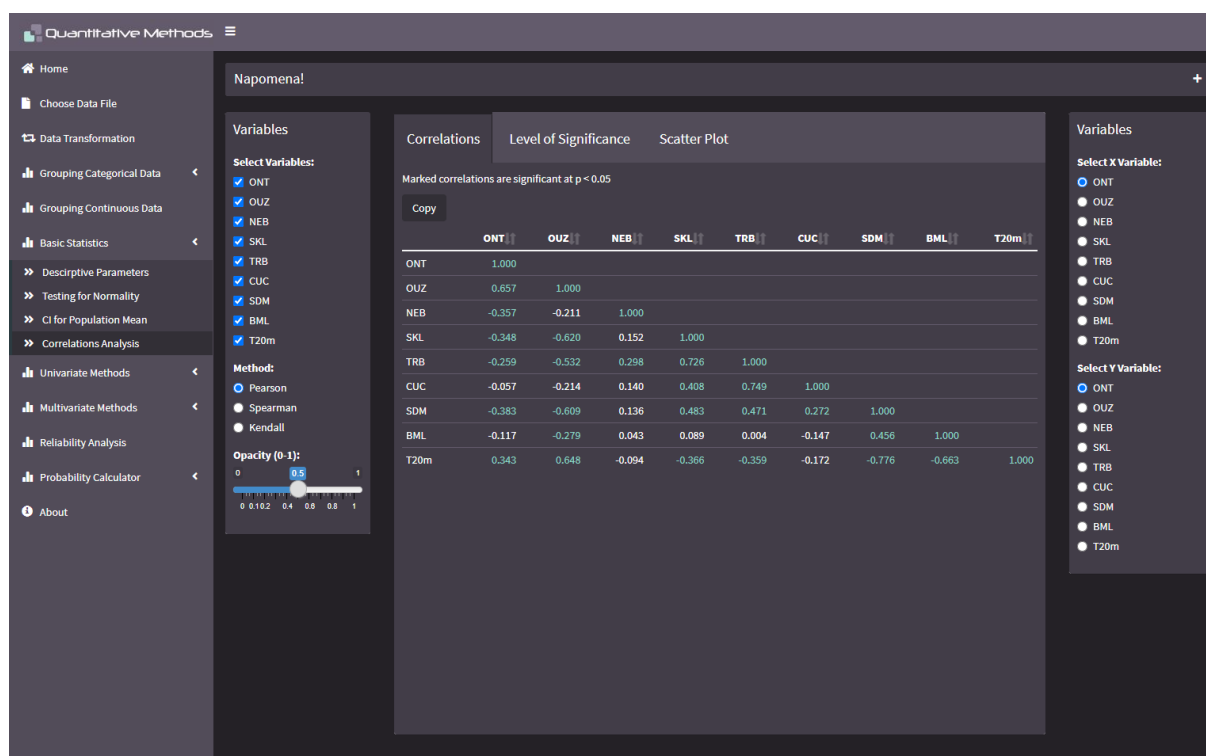 Quantitative Methods
Home
Choose Data File
Data Transformation
Grouping Categorical Data
Grouping Continuous Data
Basic Statistics
Descirptive Parameters
Testing for Normality
CI for Population Mean
Correlations Analysis
Univariate Methods
Multivariate Methods
Reliability Analysis
Probability Calculator
About
Napomena!
Variables
Select Variables:
ONT
OUZ
NEB
SKL
TRB
CUC
SDM
BML
T20m
Method:
Pearson
Spearman
Kendall
Opacity (0-1):
0 0.5 1
0 0.1 0.2 0.4 0.6 0.8 1
Correlations Level of Significance Scatter Plot
Marked correlations are significant at p < 0.05
Copy
ONT OUZ NEB SKL TRB CUC SDM BML T20m
ONT 1.000
OUZ 0.657 1.000
NEB -0.357 -0.211 1.000
SKL -0.348 -0.620 0.152 1.000
TRB -0.259 -0.532 0.298 0.726 1.000
CUC -0.057 -0.214 0.140 0.408 0.749 1.000
SDM -0.383 -0.609 0.136 0.483 0.471 0.272 1.000
BML -0.117 -0.279 0.043 0.089 0.004 -0.147 0.456 1.000
T20m 0.343 0.648 -0.094 -0.366 -0.359 -0.172 -0.776 -0.663 1.000
Variables
Select X Variable:
ONT
OUZ
NEB
SKL
TRB
CUC
SDM
BML
T20m
Select Y Variable:
ONT
OUZ
NEB
SKL
TRB
CUC
SDM
BML
T20m